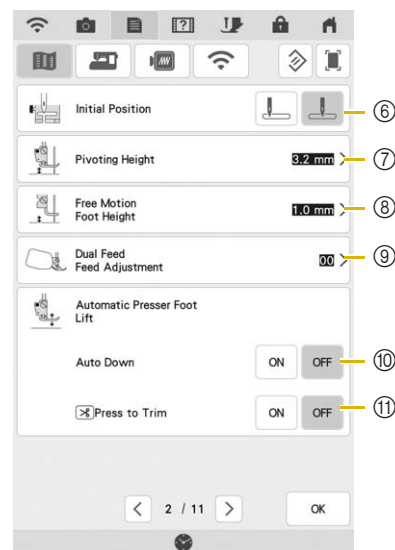 Initial Position
⑥
Pivoting Height
3.2 mm
⑦
Free Motion
Foot Height
1.0 mm
⑧
Dual Feed
Feed Adjustment
00
⑨
Automatic Presser Foot
Lift
Auto Down
ON
OFF
⑩
Press to Trim
ON
OFF
⑪
2 / 11
OK